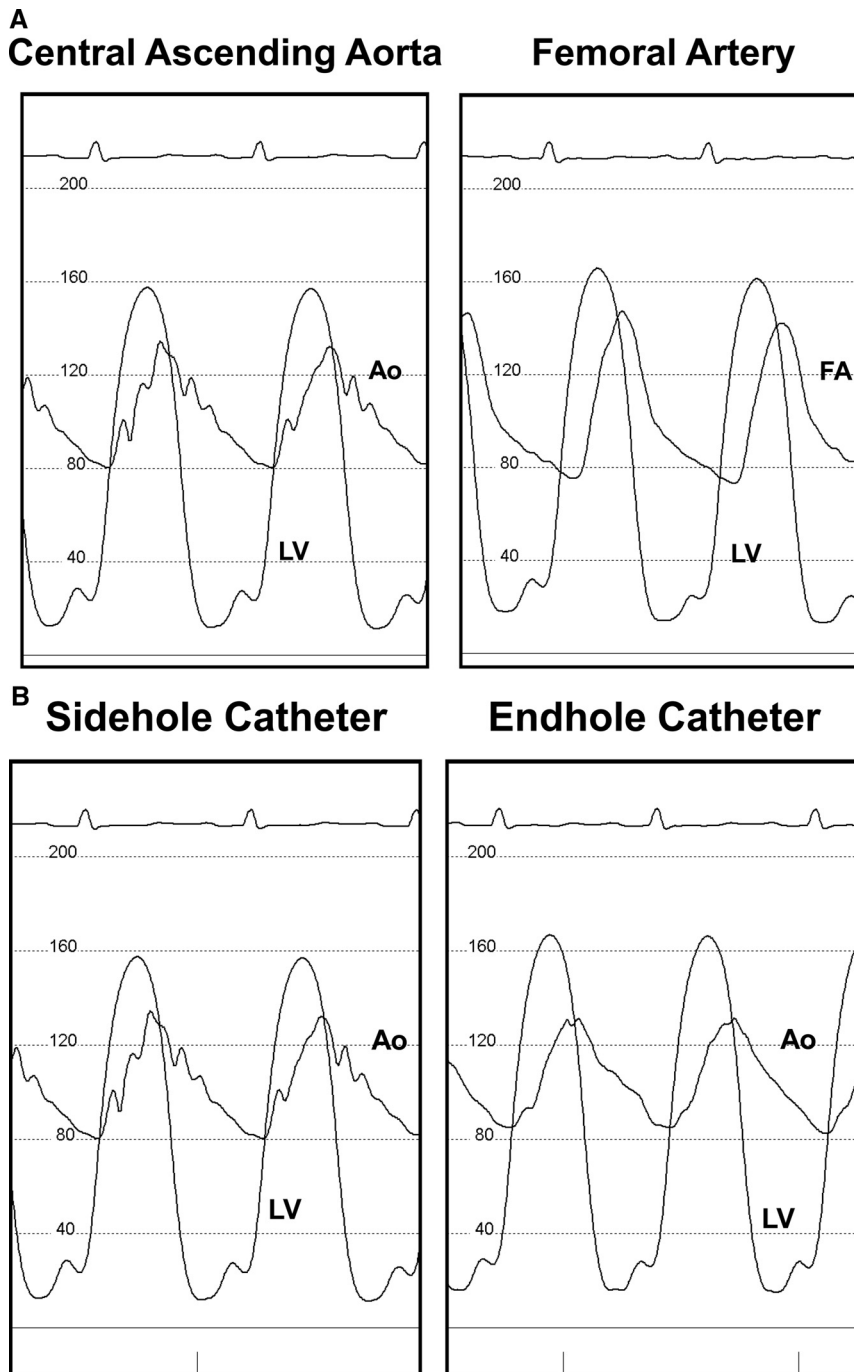 A
Central Ascending Aorta
Femoral Artery
200
160
120
80
40
Ao
LV
200
160
120
80
40
FA
LV
B
Sidehole Catheter
Endhole Catheter
200
160
120
80
40
Ao
LV
200
160
120
80
40
Ao
LV